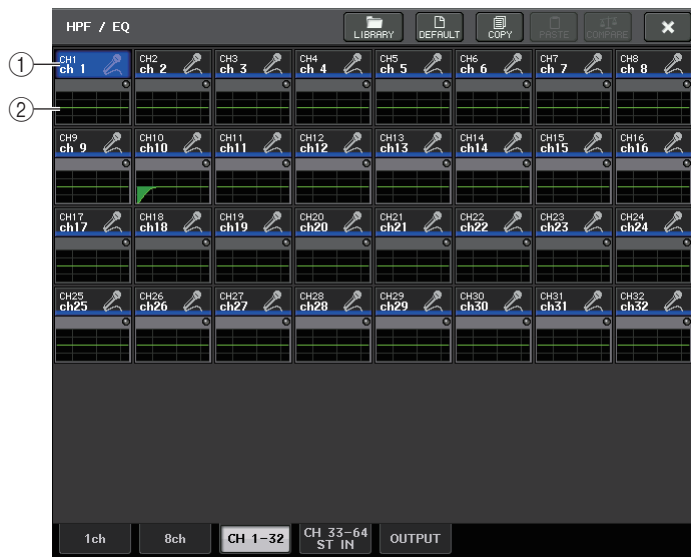 HPF / EQ
LIBRARY
DEFAULT
COPY
PASTE
COMPARE
1
CH1 CH2 CH3 CH4 CH5 CH6 CH7 CH8
ch 1 ch 2 ch 3 ch 4 ch 5 ch 6 ch 7 ch 8
2
CH9 CH10 CH11 CH12 CH13 CH14 CH15 CH16
ch 9 ch10 ch11 ch12 ch13 ch14 ch15 ch16
CH17 CH18 CH19 CH20 CH21 CH22 CH23 CH24
ch17 ch18 ch19 ch20 ch21 ch22 ch23 ch24
CH25 CH26 CH27 CH28 CH29 CH30 CH31 CH32
ch25 ch26 ch27 ch28 ch29 ch30 ch31 ch32
1ch
8ch
CH 1-32
CH 33-64
ST IN
OUTPUT